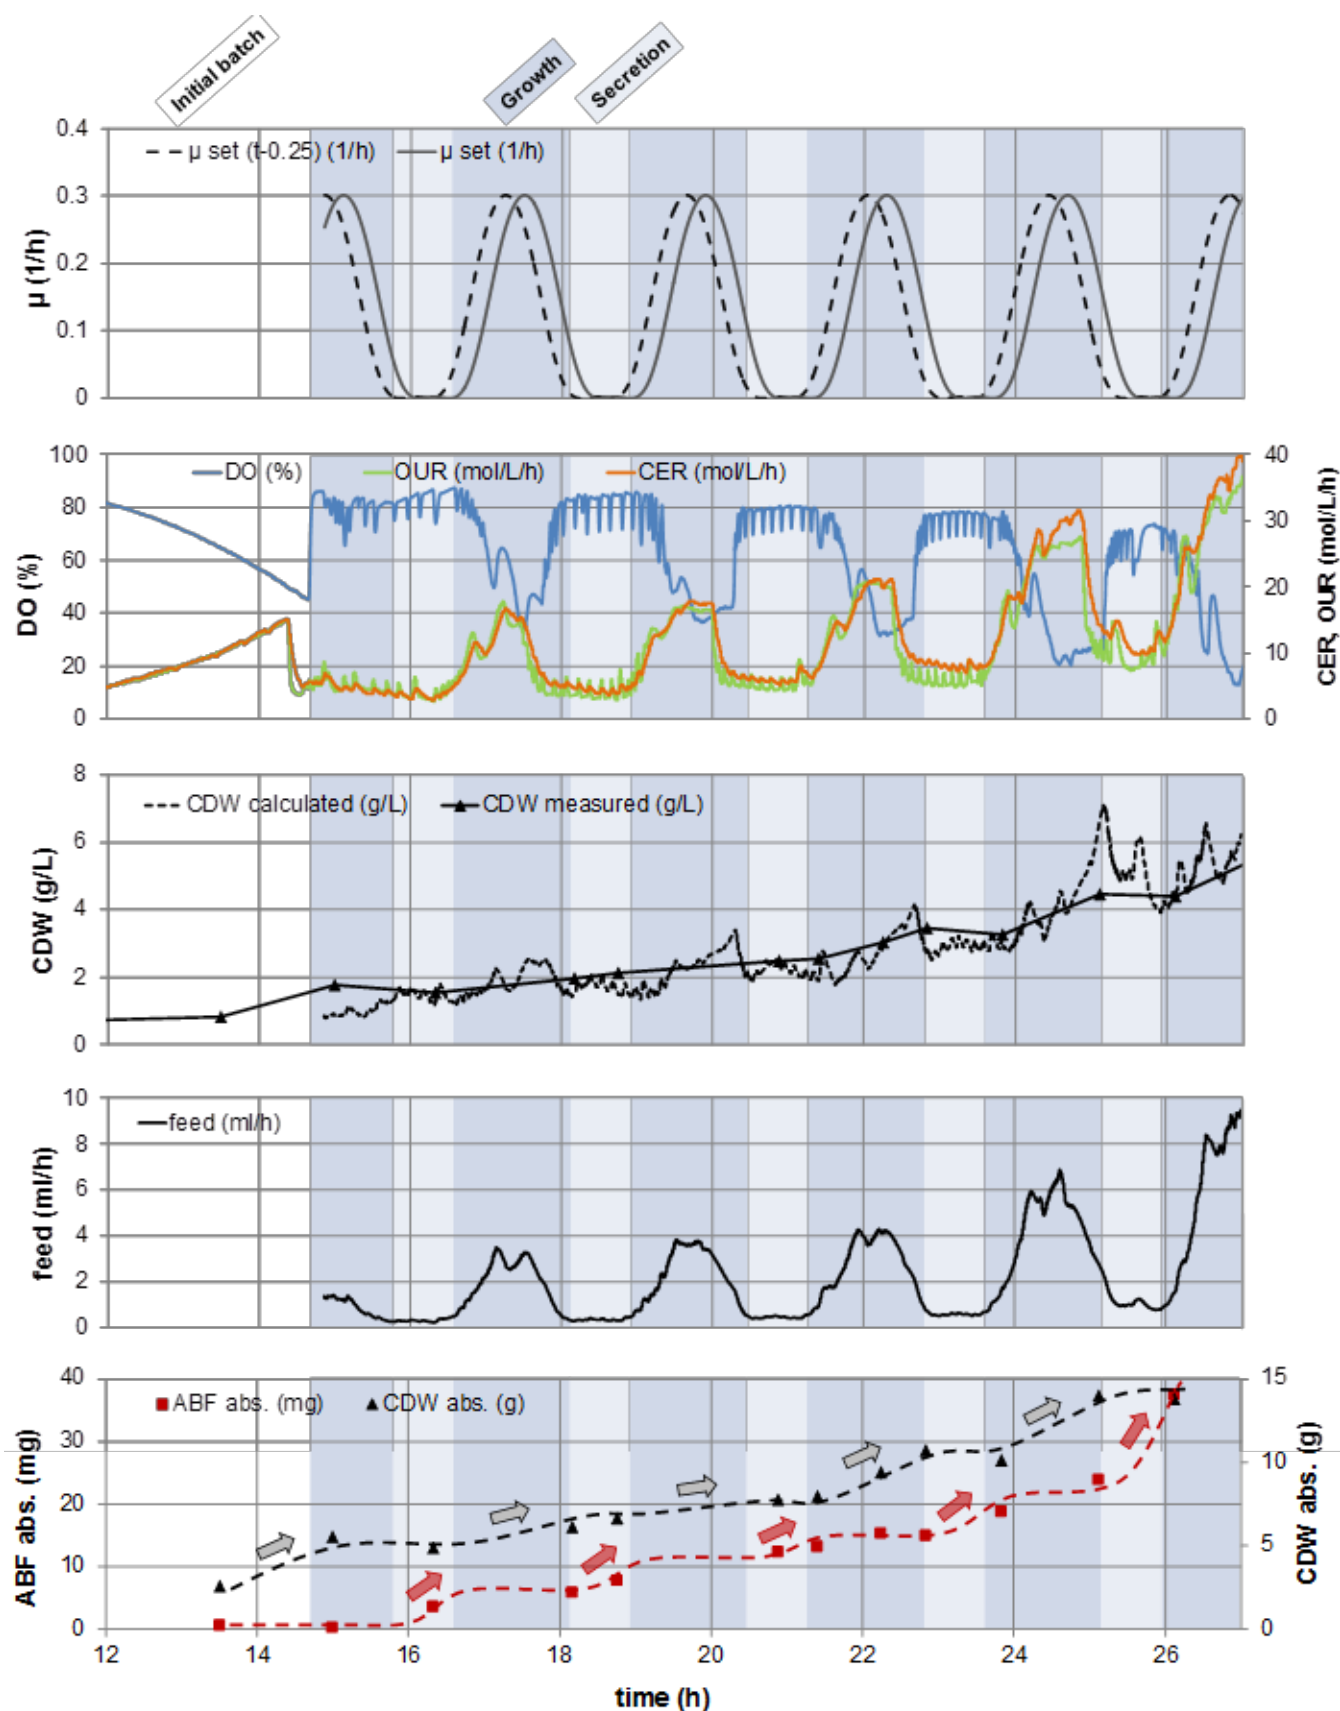 Initial batch
Growth
Secretion
μ (1/h)
0.4
0.3
0.2
0.1
0
μ set (t-0.25) (1/h)
μ set (1/h)
DO (%)
100
80
60
40
20
0
DO (%)
OUR (mol/L/h)
CER (mol/L/h)
40
30
20
10
0
CER, OUR (mol/L/h)
CDW (g/L)
8
6
4
2
0
CDW calculated (g/L)
CDW measured (g/L)
feed (ml/h)
10
8
6
4
2
0
feed (ml/h)
ABF abs. (mg)
40
30
20
10
0
ABF abs. (mg)
CDW abs. (g)
15
10
5
0
CDW abs. (g)
12 14 16 18 20 22 24 26
time (h)